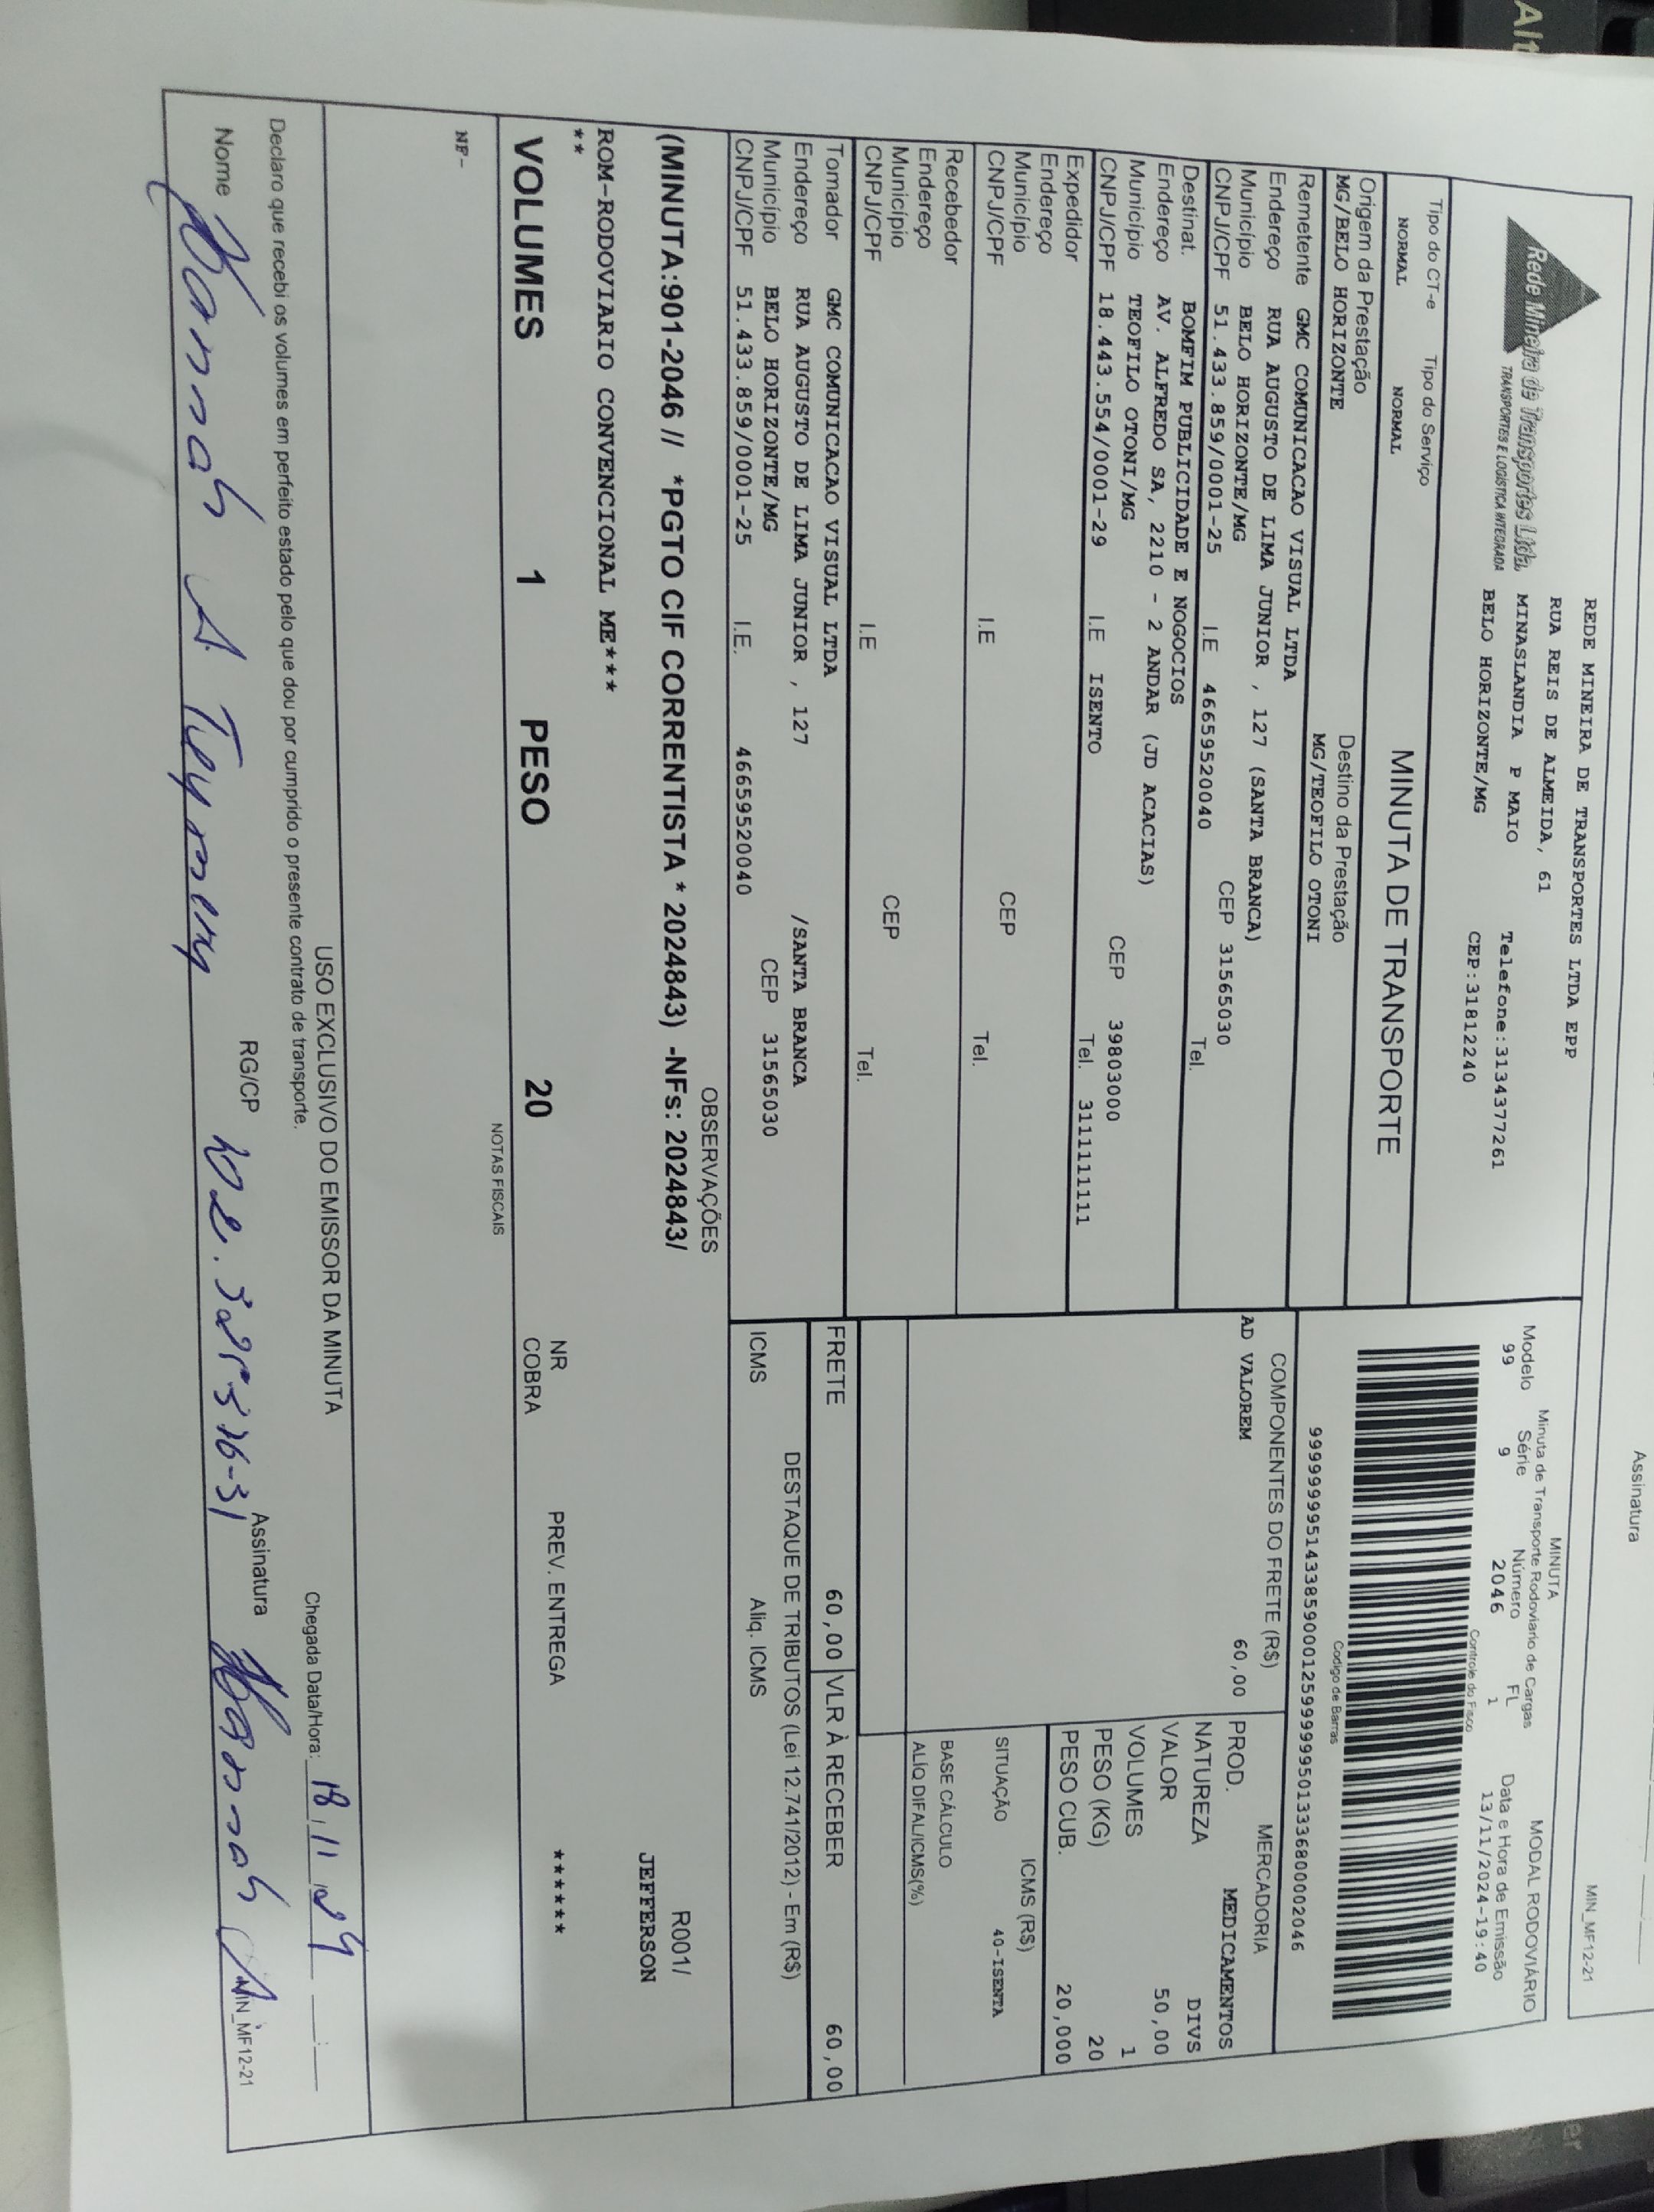 Alt
Assinatura
MIN_MF12-21
Rede Mineira de Transportes Ltda.
TRANSPORTES E LOGÍSTICA INTEGRADA
REDE MINEIRA DE TRANSPORTES LTDA EPP
RUA REIS DE ALMEIDA, 61
MINASLANDIA P MAIO Telefone:3134377261
BELO HORIZONTE/MG CEP:31812240
MINUTA MODAL RODOVIÁRIO
Minuta de Transporte Rodoviario de Cargas
Modelo Série Número FL Data e Hora de Emissão
99 9 2046 1 13/11/2024-19:40
Controle do Fisco
Tipo do CT-e Tipo do Serviço
NORMAL NORMAL
MINUTA DE TRANSPORTE
Codigo de Barras
Origem da Prestação Destino da Prestação
MG/BELO HORIZONTE MG/TEOFILO OTONI
Remetente GMC COMUNICACAO VISUAL LTDA
Endereço RUA AUGUSTO DE LIMA JUNIOR , 127 (SANTA BRANCA)
Município BELO HORIZONTE/MG CEP 31565030
CNPJ/CPF 51.433.859/0001-25 I.E 46659520040 Tel.
Destinat. BOMFIM PUBLICIDADE E NOGOCIOS
Endereço AV. ALFREDO SA, 2210 - 2 ANDAR (JD ACACIAS)
Município TEOFILO OTONI/MG CEP 39803000
CNPJ/CPF 18.443.554/0001-29 I.E ISENTO Tel. 3111111111
Expedidor
Endereço
Município CEP
CNPJ/CPF I.E Tel.
Recebedor
Endereço
Município CEP
CNPJ/CPF I.E Tel.
Tomador GMC COMUNICACAO VISUAL LTDA
Endereço RUA AUGUSTO DE LIMA JUNIOR , 127 /SANTA BRANCA
Município BELO HORIZONTE/MG CEP 31565030
CNPJ/CPF 51.433.859/0001-25 I.E. 46659520040
COMPONENTES DO FRETE (R$)
AD VALOREM 60,00
MERCADORIA
PROD. MEDICAMENTOS
NATUREZA DIVS
VALOR 50,00
VOLUMES 1
PESO (KG) 20
PESO CUB. 20,000
ICMS (R$)
SITUAÇÃO 40-ISENTA
BASE CÁLCULO
ALÍQ DIFAL/ICMS(%)
FRETE 60,00 VLR À RECEBER 60,00
DESTAQUE DE TRIBUTOS (Lei 12.741/2012) - Em (R$)
ICMS Aliq. ICMS
OBSERVAÇÕES
(MINUTA:901-2046 // *PGTO CIF CORRENTISTA * 2024843) -NFs: 2024843/
R001/
JEFFERSON
ROM-RODOVIARIO CONVENCIONAL ME****
**
VOLUMES 1 PESO 20
NR COBRA PREV. ENTREGA ******
NOTAS FISCAIS
NF-
USO EXCLUSIVO DO EMISSOR DA MINUTA
Declaro que recebi os volumes em perfeito estado pelo que dou por cumprido o presente contrato de transporte.
Chegada Data/Hora: 18/11/24
Nome Hannah A RG/CP Assinatura Hannah
MIN_MF12-21